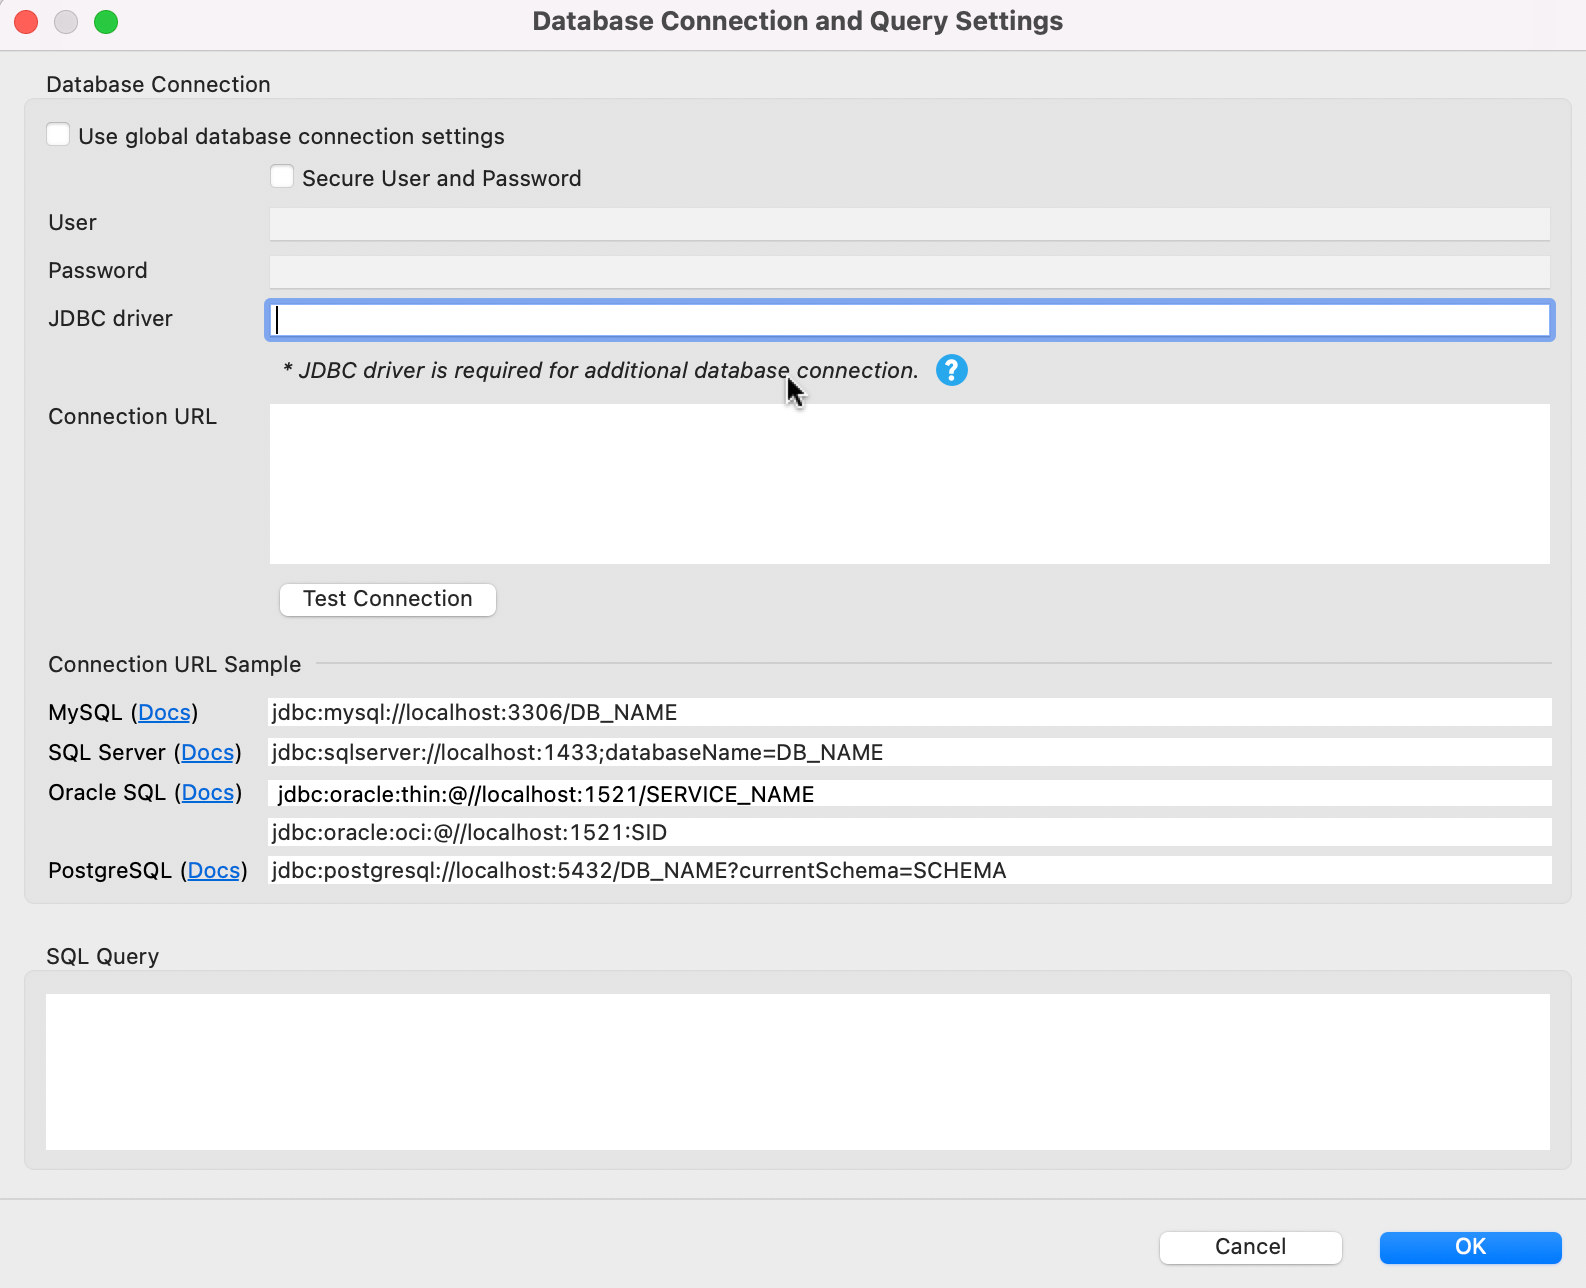 Database Connection and Query Settings
Database Connection
Use global database connection settings
Secure User and Password
User
Password
JDBC driver
* JDBC driver is required for additional database connection. ?
Connection URL
Test Connection
Connection URL Sample
MySQL (Docs) jdbc:mysql://localhost:3306/DB_NAME
SQL Server (Docs) jdbc:sqlserver://localhost:1433;databaseName=DB_NAME
Oracle SQL (Docs) jdbc:oracle:thin:@//localhost:1521/SERVICE_NAME
jdbc:oracle:oci:@//localhost:1521:SID
PostgreSQL (Docs) jdbc:postgresql://localhost:5432/DB_NAME?currentSchema=SCHEMA
SQL Query
Cancel OK